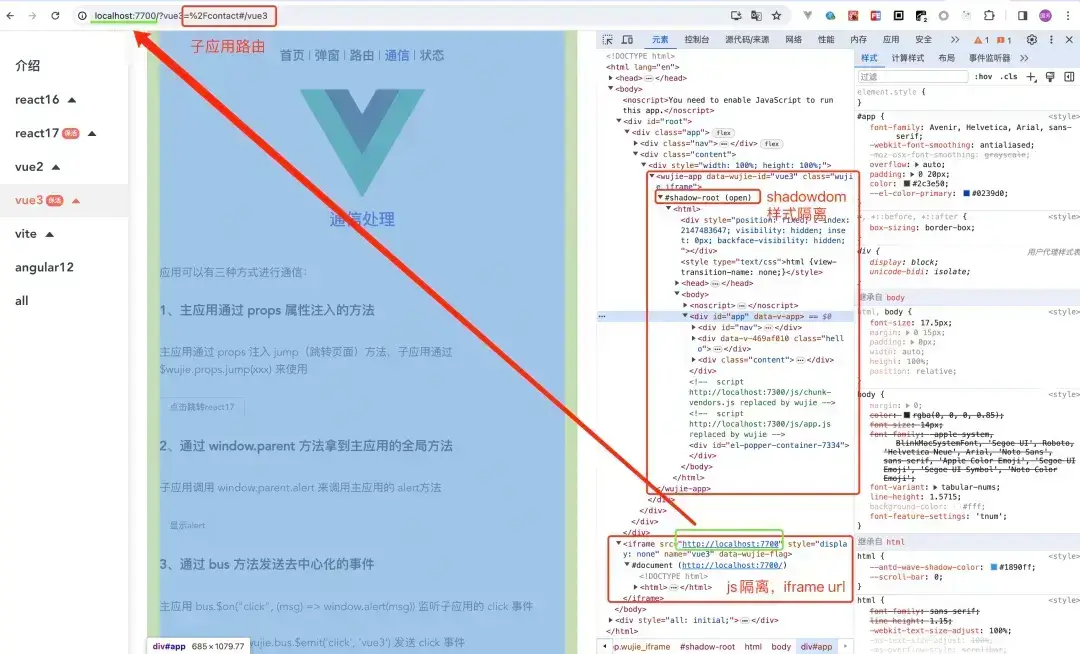 localhost:7700/?vue3=%2Fcontact#/vue3
子应用路由
介绍
react16
react17 保活
vue2
vue3 保活
vite
angular12
all
首页 | 弹窗 | 路由 | 通信 | 状态
通信处理
应用可以有三种方式进行通信:
1、主应用通过 props 属性注入的方法
主应用通过 props 注入 jump（跳转页面）方法，子应用通过
$wujie.props.jump(xxx) 来使用
点击跳转react17
2、通过 window.parent 方法拿到主应用的全局方法
子应用调用 window.parent.alert 来调用主应用的 alert方法
显示alert
3、通过 bus 方法发送去中心化的事件
主应用 bus.$on("click", (msg) => window.alert(msg)) 监听子应用的 click 事件
wujie.bus.$emit('click', 'vue3') 发送 click 事件
div#app 685×1079.77
元素 控制台 源代码/来源 网络 性能 内存 应用 安全 >> 1 1
<!DOCTYPE html>
<html lang="en">
<head>⋯</head>
<body>
<noscript>You need to enable JavaScript to run
this app.</noscript>
<div id="root">
<div class="app"> flex
<div class="nav">⋯</div> flex
<div class="content">
<div style="width: 100%; height: 100%;">
<wujie-app data-wujie-id="vue3" class="wuji
e_iframe">
#shadow-root (open)
shadowdom
样式隔离
<html>
<div style="position: fixed; z-index:
2147483647; visibility: hidden; inse
t: 0px; backface-visibility: hidden;
"></div>
<style type="text/css">html {view-
transition-name: none;}</style>
<head>⋯</head>
<body>
<noscript>⋯</noscript>
<div id="app" data-v-app> == $0
<div id="nav">⋯</div>
<div data-v-469af010 class="hell
o">⋯</div>
<div class="content">⋯</div>
</div>
<!-- script
http://localhost:7300/js/chunk-
vendors.js replaced by wujie -->
<!-- script
http://localhost:7300/js/app.js
replaced by wujie -->
<div id="el-popper-container-7334">
</div>
</body>
</html>
</wujie-app>
</div>
</div>
</div>
</div>
<iframe src="http://localhost:7700" style="displa
y: none" name="vue3" data-wujie-flag>
#document (http://localhost:7700/)
<!DOCTYPE html>
<html>⋯</html>
js隔离，iframe url
</iframe>
</body>
<div style="all: initial;">⋯</div>
</html>
p.wujie_iframe #shadow-root html body div#app
样式 计算样式 布局 事件监听器 >>
过滤 :hov .cls
element.style {
}
#app { <style>
font-family: Avenir, Helvetica, Arial, sans-
serif;
-webkit-font-smoothing: antialiased;
-moz-osx-font-smoothing: grayscale;
overflow: auto;
padding: 0 20px;
color: #2c3e50;
--el-color-primary: #0239d0;
}
*, ::before, ::after { <style>
box-sizing: border-box;
}
div { 用户代理样式表
display: block;
unicode-bidi: isolate;
}
继承自 body
html, body { <style>
font-size: 17.5px;
margin: 0 15px;
padding: 0px;
width: auto;
height: 100%;
position: relative;
}
body { <style>
margin: 0;
color: rgba(0, 0, 0, 0.85);
font-size: 14px;
font-family: -apple-system,
BlinkMacSystemFont, 'Segoe UI', Roboto,
'Helvetica Neue', Arial, 'Noto Sans',
sans-serif, 'Apple Color Emoji', 'Segoe UI
Emoji', 'Segoe UI Symbol', 'Noto Color
Emoji';
font-variant: tabular-nums;
line-height: 1.5715;
background-color: #fff;
font-feature-settings: 'tnum';
}
继承自 html
html { <style>
--antd-wave-shadow-color: #1890ff;
--scroll-bar: 0;
}
html { <style>
font-family: sans-serif;
line-height: 1.15;
-webkit-text-size-adjust: 100%;